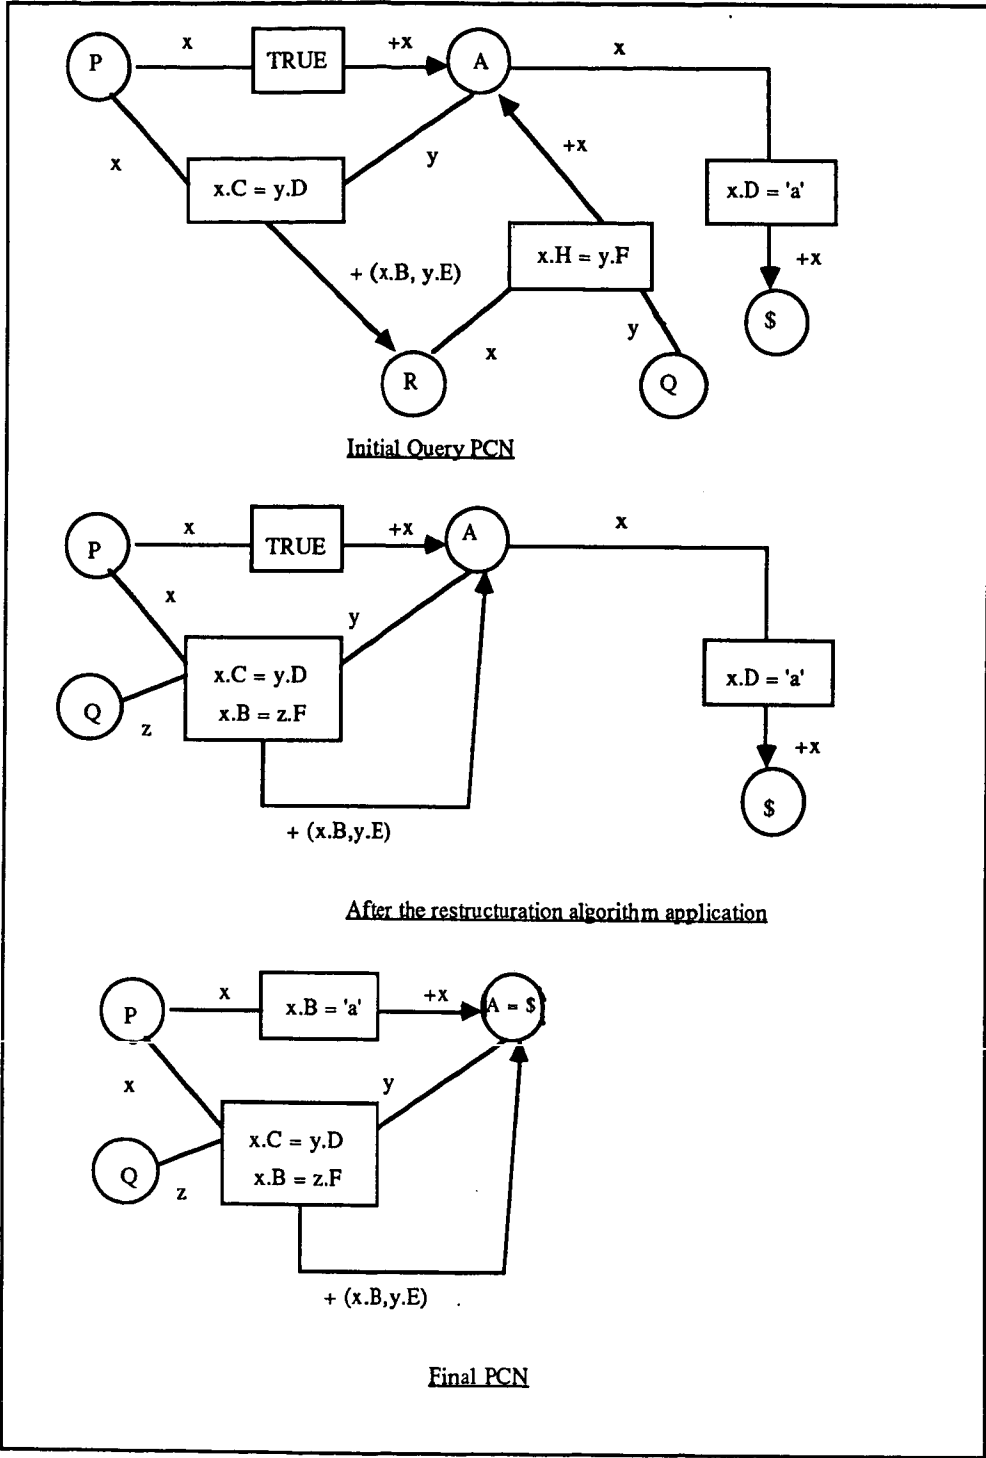 x
+x
x
P
TRUE
A
x
y
+x
x.C = y.D
x.D = 'a'
x.H = y.F
+ (x.B, y.E)
+x
$
y
x
R
Q
Initial Query PCN
x
+x
x
P
TRUE
A
x
y
x.C = y.D
x.B = z.F
x.D = 'a'
Q
z
+x
$
+ (x.B,y.E)
After the restructuration algorithm application
x
+x
P
x.B = 'a'
A = $
x
y
x.C = y.D
x.B = z.F
Q
z
+ (x.B,y.E)
Final PCN